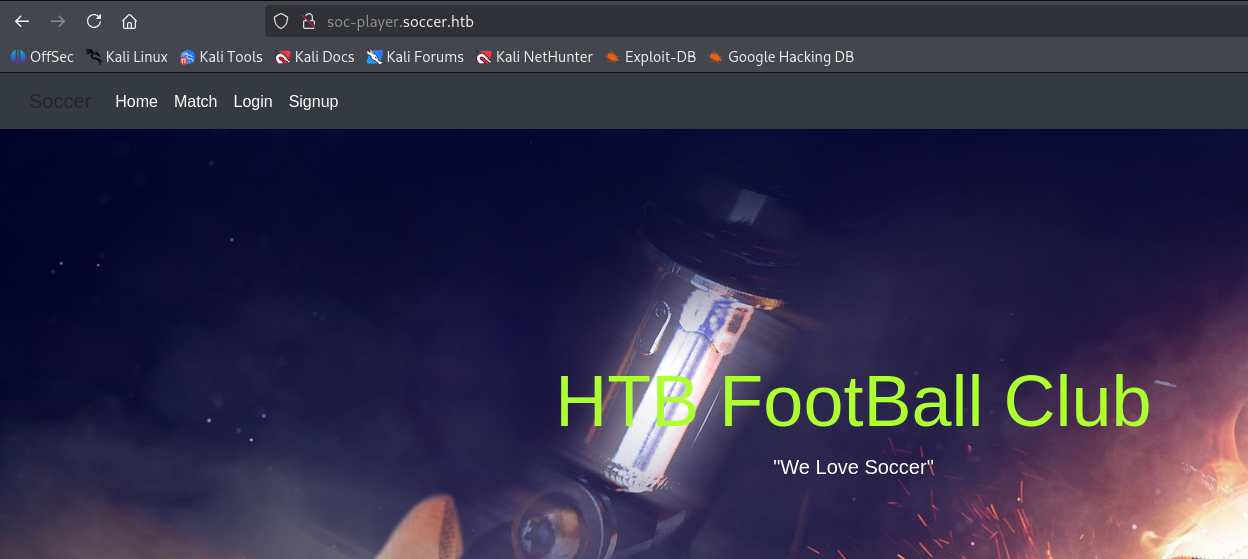 soc-player.soccer.htb
OffSec Kali Linux Kali Tools Kali Docs Kali Forums Kali NetHunter Exploit-DB Google Hacking DB
Soccer Home Match Login Signup
HTB FootBall Club
"We Love Soccer"